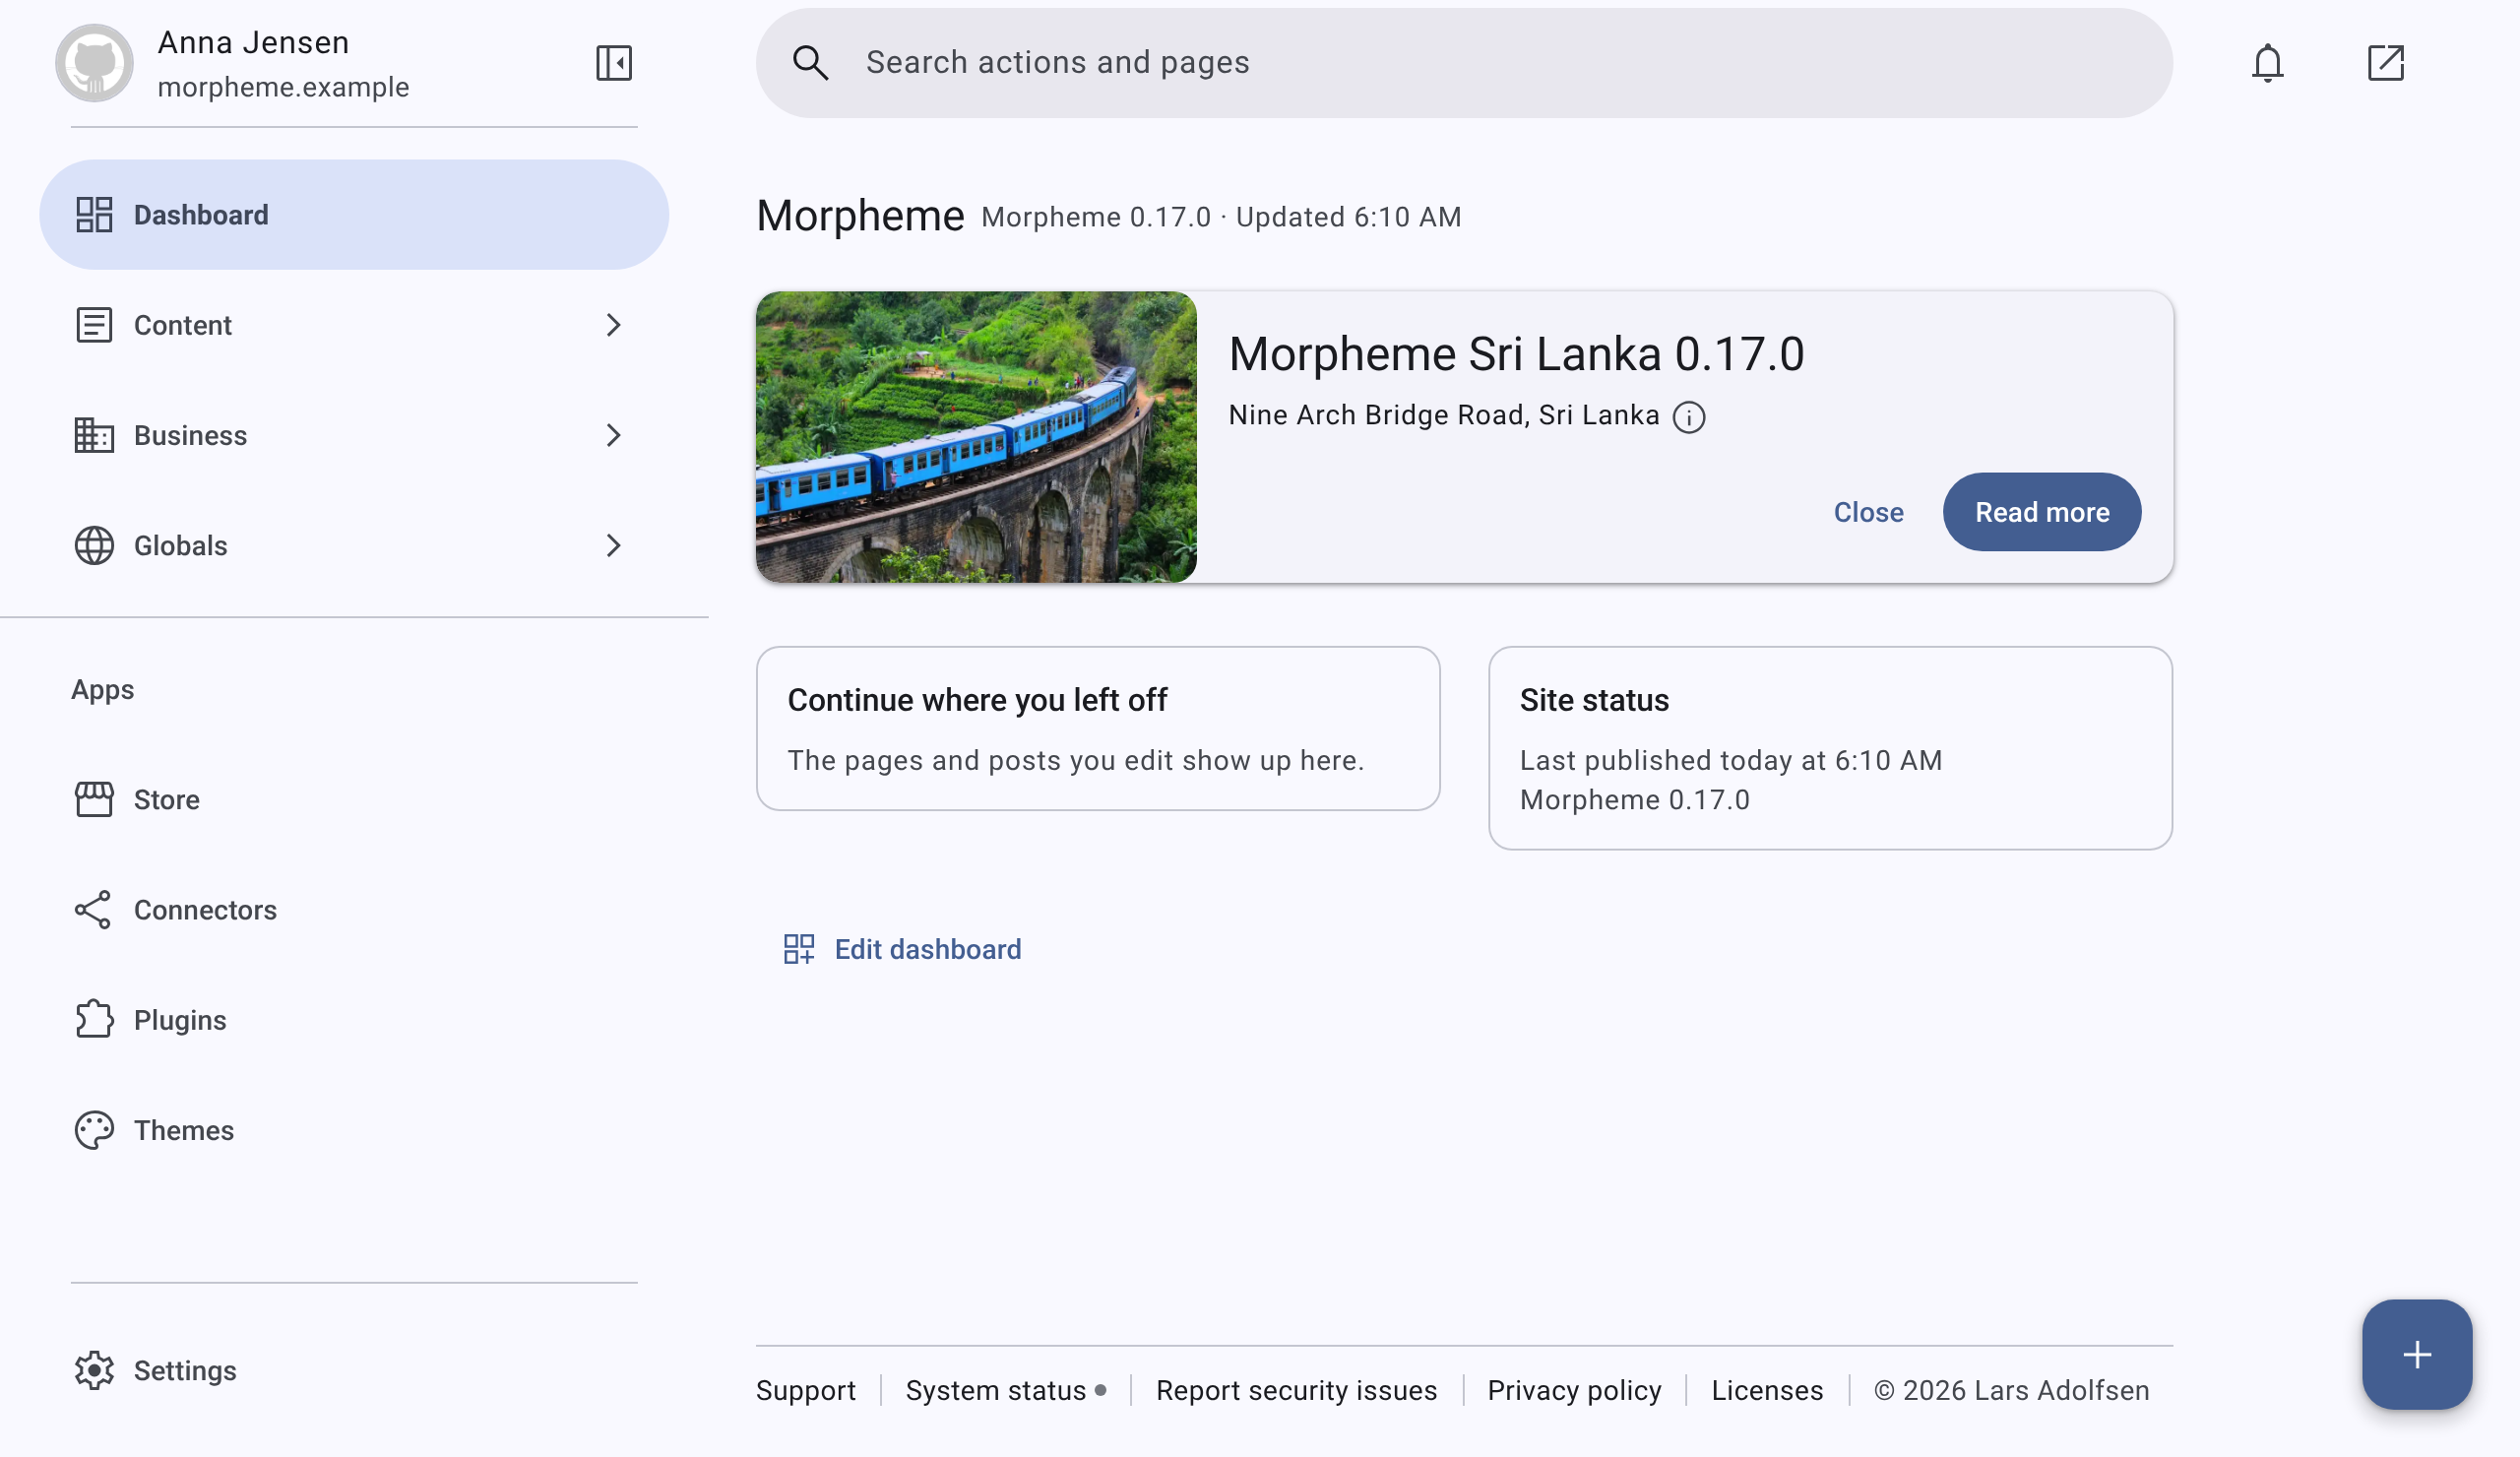 Anna Jensen
morpheme.example
Search actions and pages
Dashboard
Content
Business
Globals
Apps
Store
Connectors
Plugins
Themes
Settings
Morpheme Morpheme 0.17.0 · Updated 6:10 AM
Morpheme Sri Lanka 0.17.0
Nine Arch Bridge Road, Sri Lanka
Close Read more
Continue where you left off
The pages and posts you edit show up here.
Site status
Last published today at 6:10 AM
Morpheme 0.17.0
Edit dashboard
Support System status Report security issues Privacy policy Licenses © 2026 Lars Adolfsen